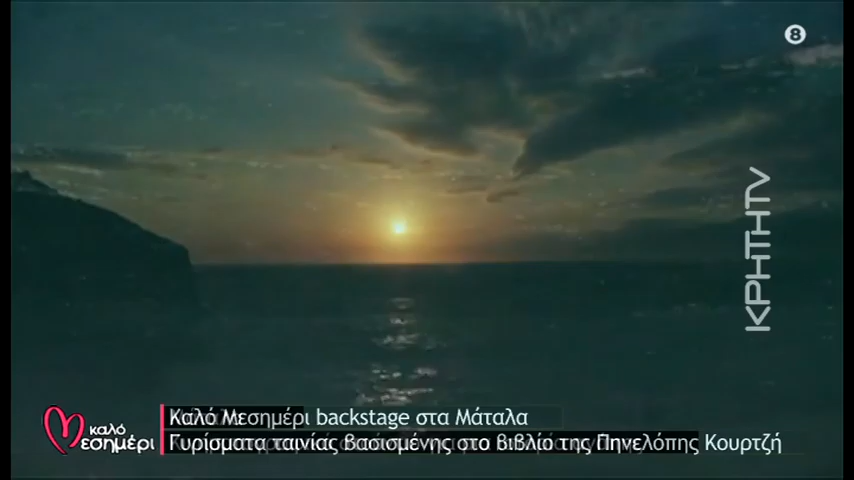 8
ΚΡΗΤΗTV
Καλό Μεσημέρι backstage στα Μάταλα
καλό
μεσημέρι
Γυρίσματα ταινίας βασισμένης στο βιβλίο της Πηνελόπης Κουρτζή